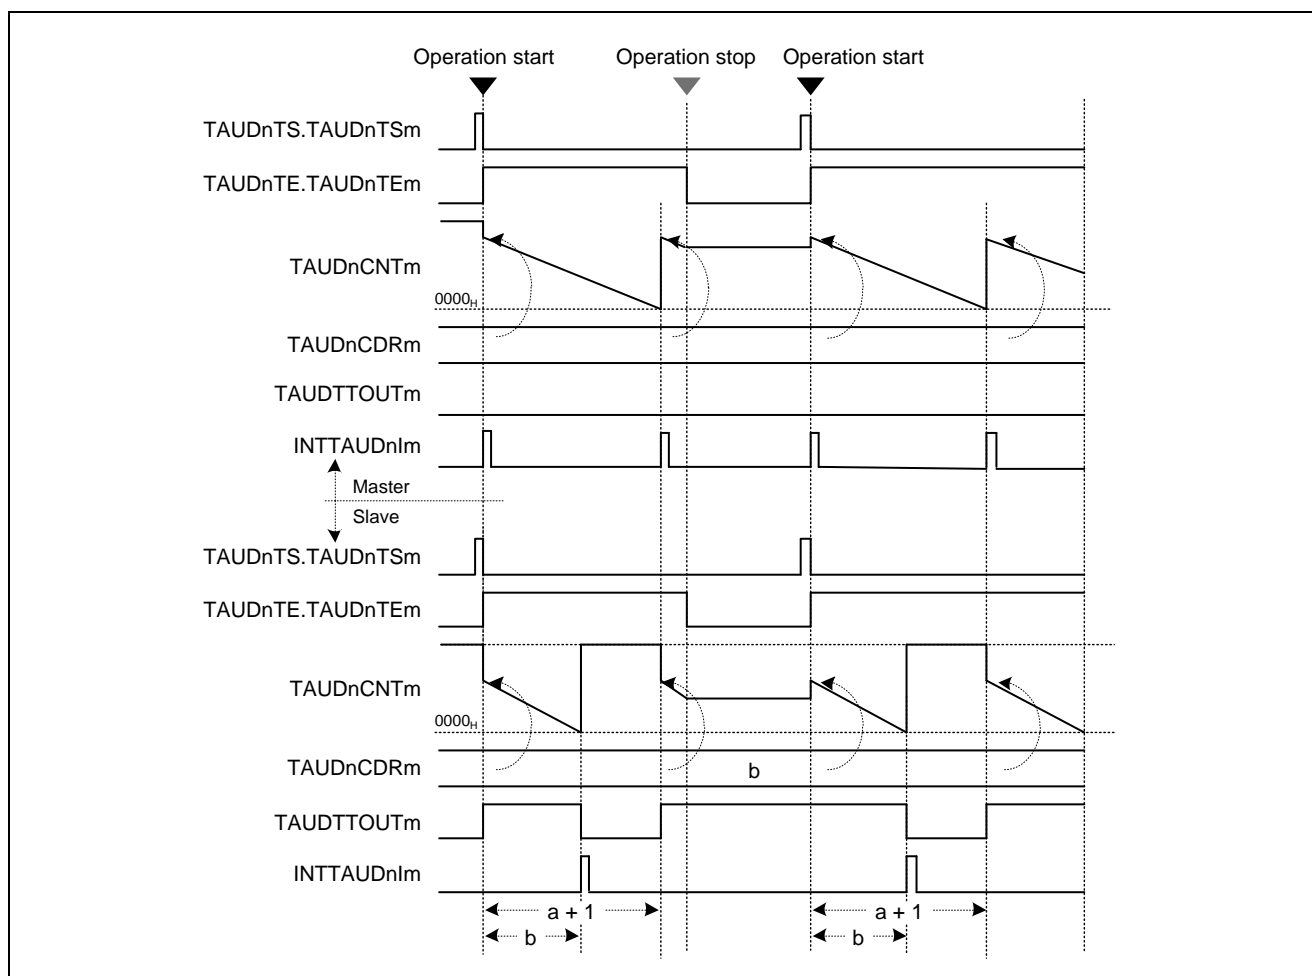 Operation start Operation stop Operation start
TAUDnTS.TAUDnTSm
TAUDnTE.TAUDnTEm
TAUDnCNTm
0000H
TAUDnCDRm
TAUDTTOUTm
INTTAUDnIm
Master
Slave
TAUDnTS.TAUDnTSm
TAUDnTE.TAUDnTEm
TAUDnCNTm
0000H
TAUDnCDRm b
TAUDTTOUTm
INTTAUDnIm
a + 1 a + 1
b b